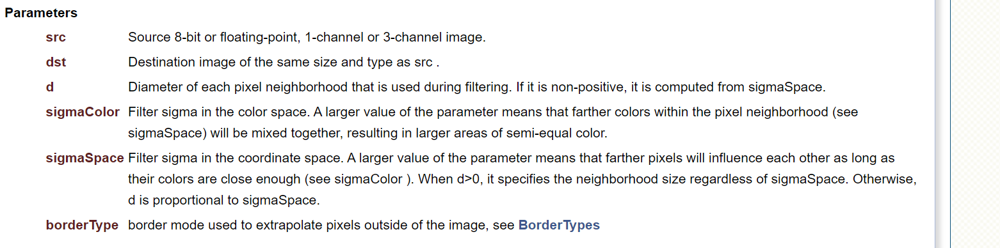 Parameters
src Source 8-bit or floating-point, 1-channel or 3-channel image.
dst Destination image of the same size and type as src .
d Diameter of each pixel neighborhood that is used during filtering. If it is non-positive, it is computed from sigmaSpace.
sigmaColor Filter sigma in the color space. A larger value of the parameter means that farther colors within the pixel neighborhood (see
sigmaSpace) will be mixed together, resulting in larger areas of semi-equal color.
sigmaSpace Filter sigma in the coordinate space. A larger value of the parameter means that farther pixels will influence each other as long as
their colors are close enough (see sigmaColor ). When d>0, it specifies the neighborhood size regardless of sigmaSpace. Otherwise,
d is proportional to sigmaSpace.
borderType border mode used to extrapolate pixels outside of the image, see BorderTypes